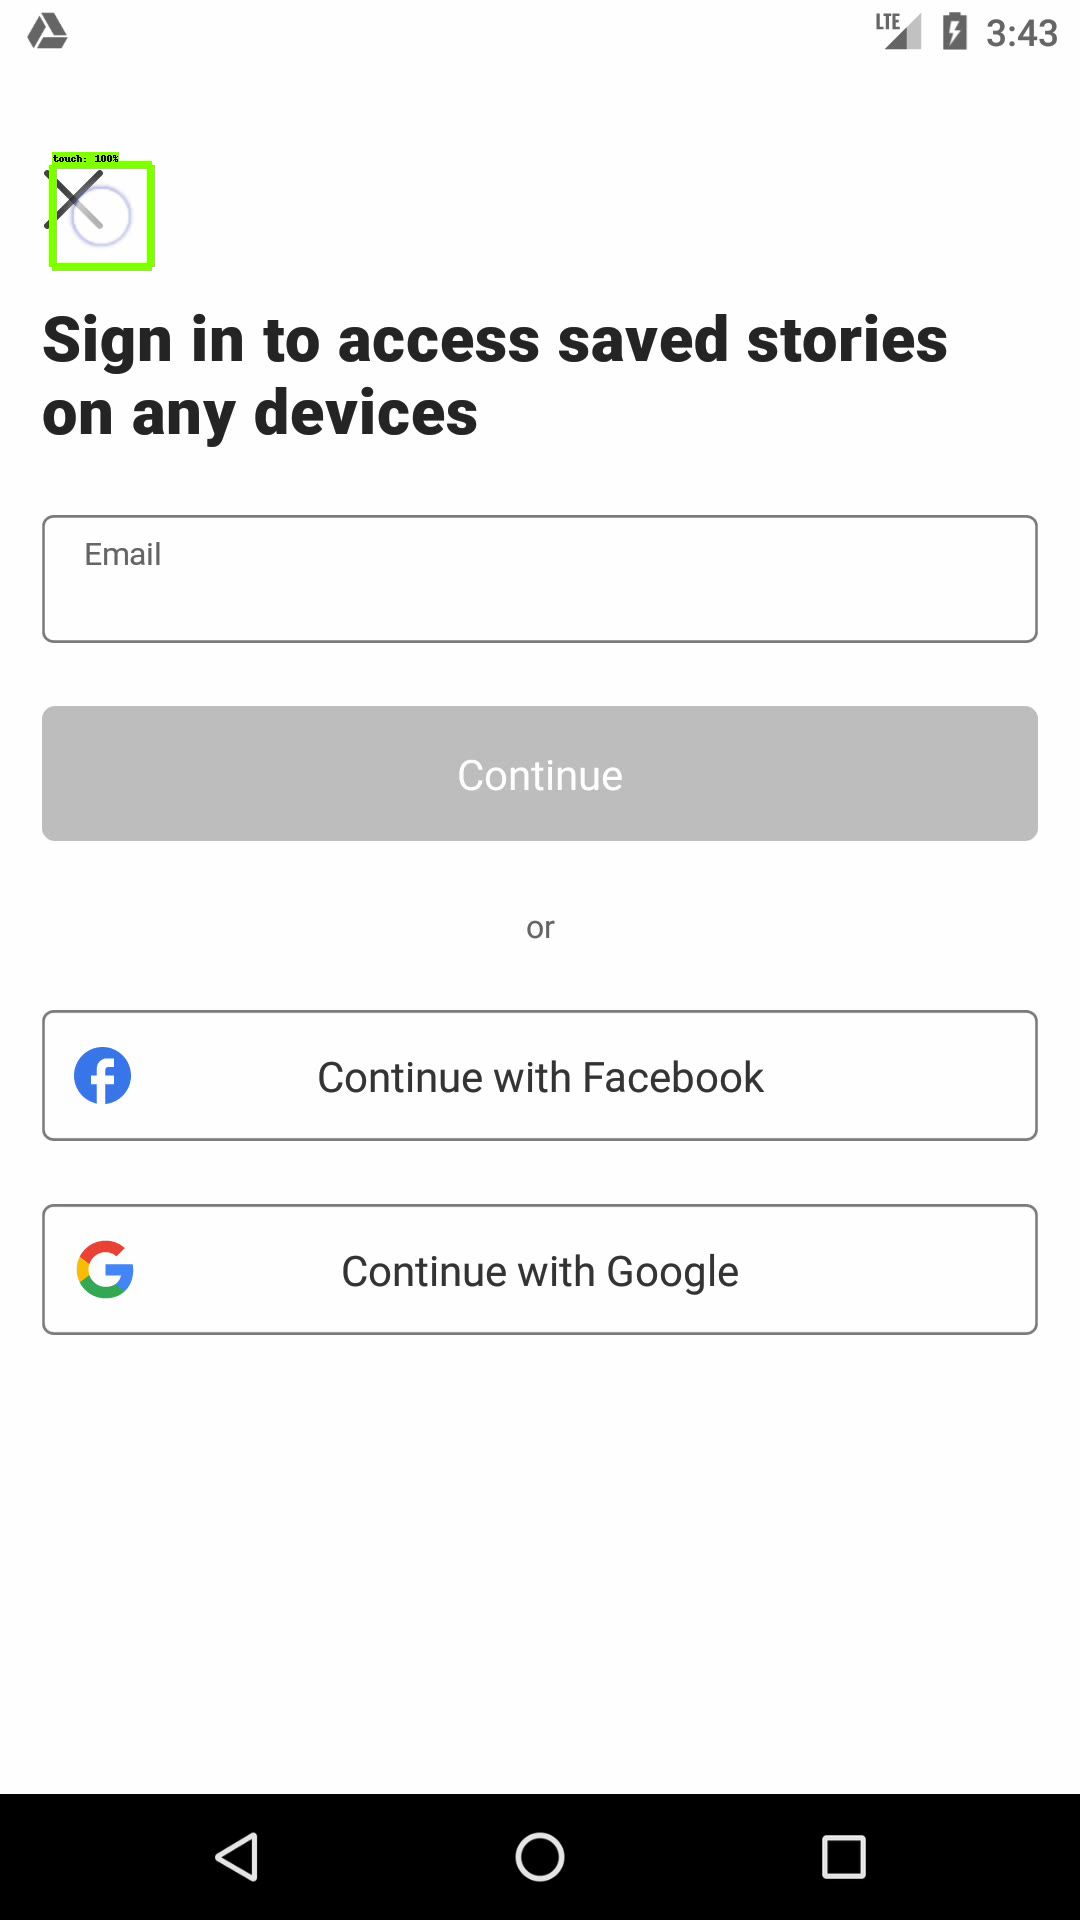 LTE 3:43
touch: 100%
Sign in to access saved stories
on any devices
Email
Continue
or
Continue with Facebook
Continue with Google